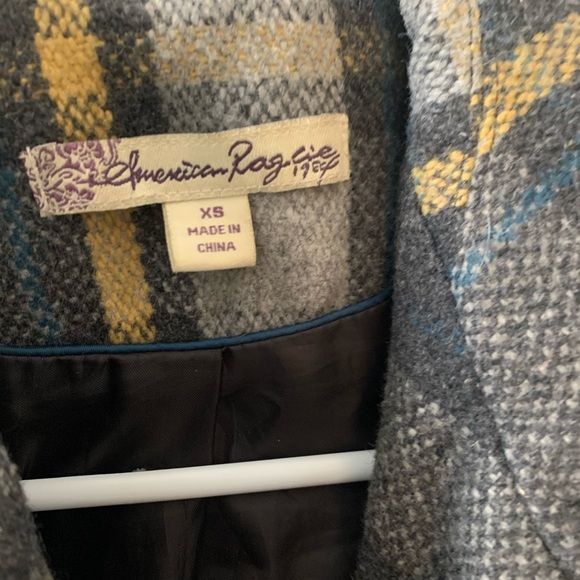 American Rag cie
1984
XS
MADE IN
CHINA